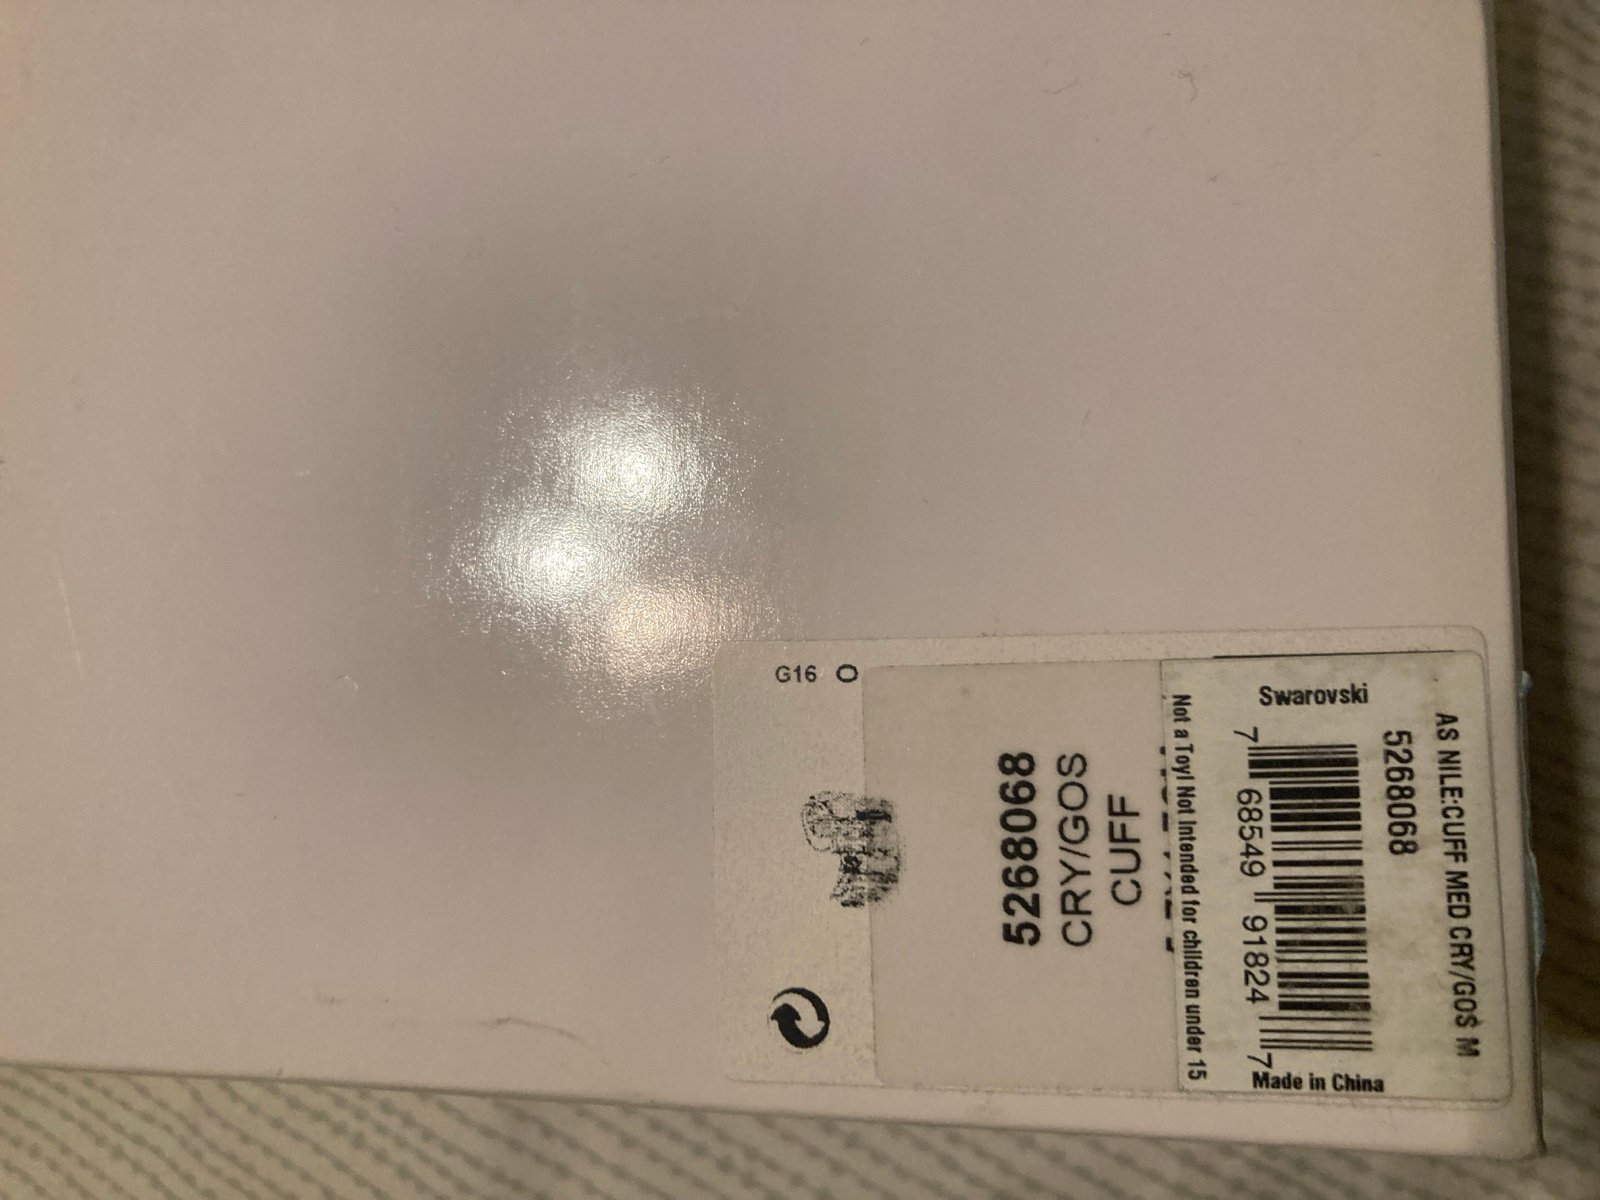 G16 O
5268068
CRY/GOS
CUFF
Not a Toy! Not Intended for children under 15
Swarovski
7 68549 91824 7
Made in China
5268068
AS NILE:CUFF MED CRY/GOS M